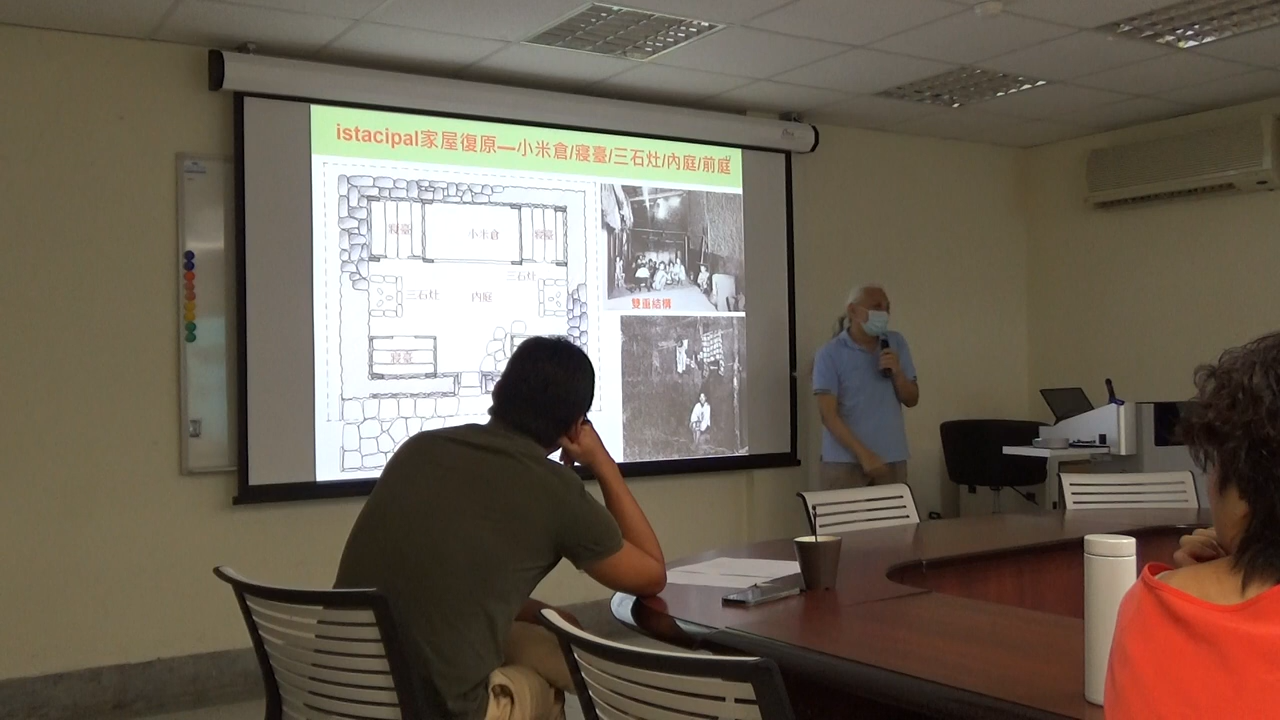 istacipal家屋復原—小米倉/寢臺/三石灶/內庭/前庭
寢臺
小米倉
寢臺
三石灶
三石灶
內庭
雙重結構
寢臺